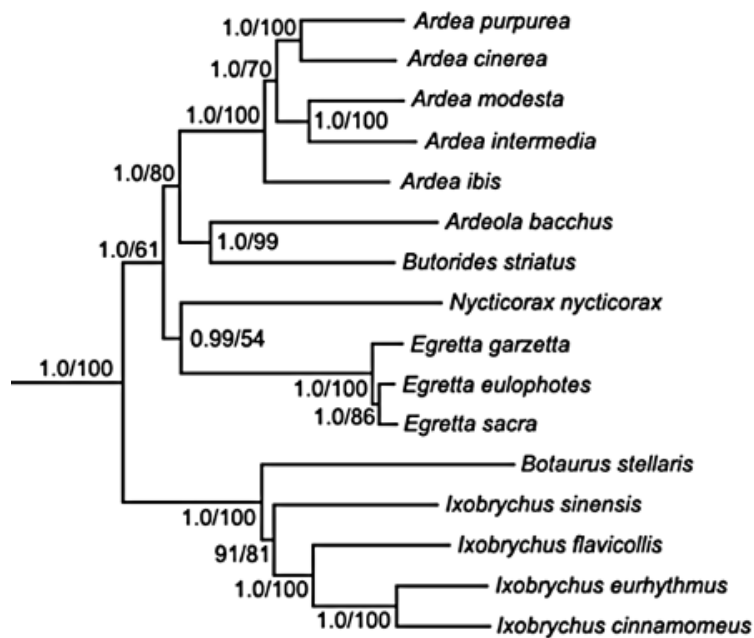 1.0/100
Ardea purpurea
1.0/70
Ardea cinerea
1.0/100
Ardea modesta
1.0/100
Ardea intermedia
1.0/80
Ardea ibis
Ardeola bacchus
1.0/61
1.0/99
Butorides striatus
Nycticorax nycticorax
0.99/54
Egretta garzetta
1.0/100
1.0/100
Egretta eulophotes
1.0/86
Egretta sacra
Botaurus stellaris
1.0/100
Ixobrychus sinensis
91/81
Ixobrychus flavicollis
1.0/100
Ixobrychus eurhythmus
1.0/100
Ixobrychus cinnamomeus